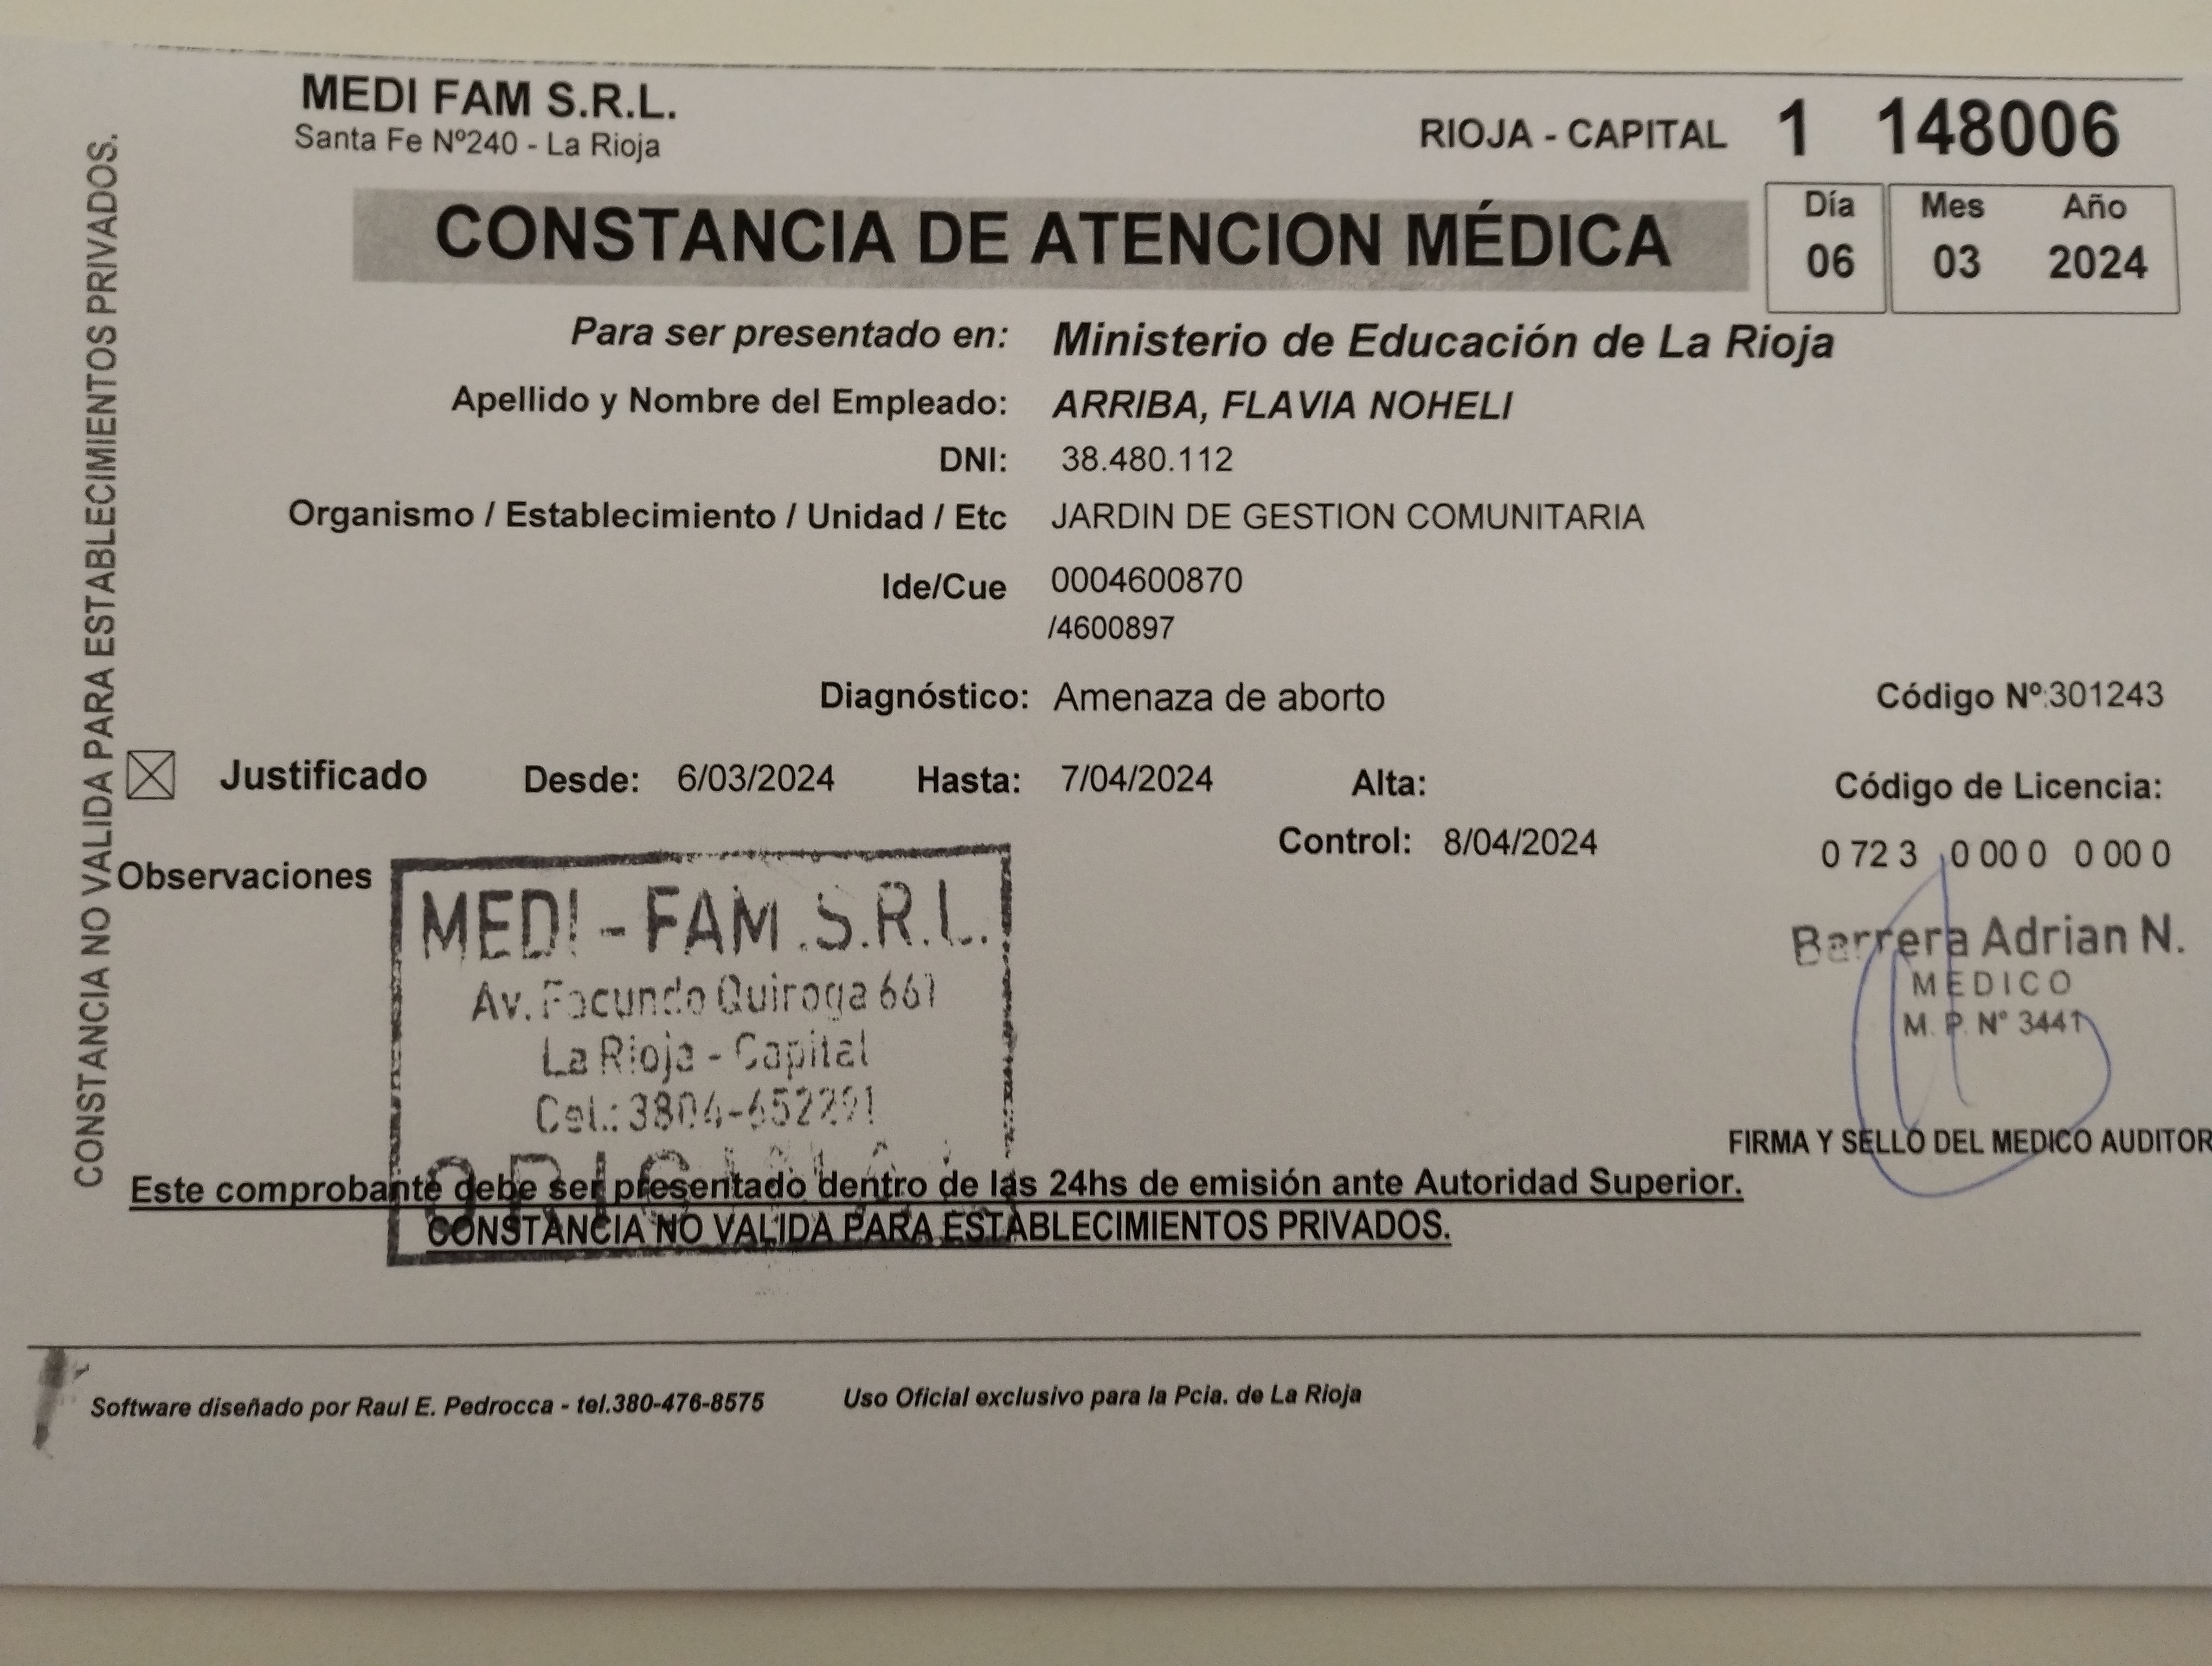 MEDI FAM S.R.L.
Santa Fe Nº240 - La Rioja
RIOJA - CAPITAL 1 148006
CONSTANCIA DE ATENCION MÉDICA
Día Mes Año
06 03 2024
Para ser presentado en: Ministerio de Educación de La Rioja
Apellido y Nombre del Empleado: ARRIBA, FLAVIA NOHELI
DNI: 38.480.112
Organismo / Establecimiento / Unidad / Etc JARDIN DE GESTION COMUNITARIA
Ide/Cue 0004600870
/4600897
Diagnóstico: Amenaza de aborto Código Nº:301243
Justificado Desde: 6/03/2024 Hasta: 7/04/2024 Alta: Código de Licencia:
Control: 8/04/2024 0 72 3 0 00 0 0 00 0
Observaciones
MEDI - FAM .S.R.L.
Av. Facundo Quiroga 661
La Rioja - Capital
Cel.: 3804-652291
Barrera Adrian N.
MEDICO
M. P. N° 3441
FIRMA Y SELLO DEL MEDICO AUDITOR
Este comprobante debe ser presentado dentro de las 24hs de emisión ante Autoridad Superior.
CONSTANCIA NO VALIDA PARA ESTABLECIMIENTOS PRIVADOS.
CONSTANCIA NO VALIDA PARA ESTABLECIMIENTOS PRIVADOS.
Software diseñado por Raul E. Pedrocca - tel.380-476-8575 Uso Oficial exclusivo para la Pcia. de La Rioja